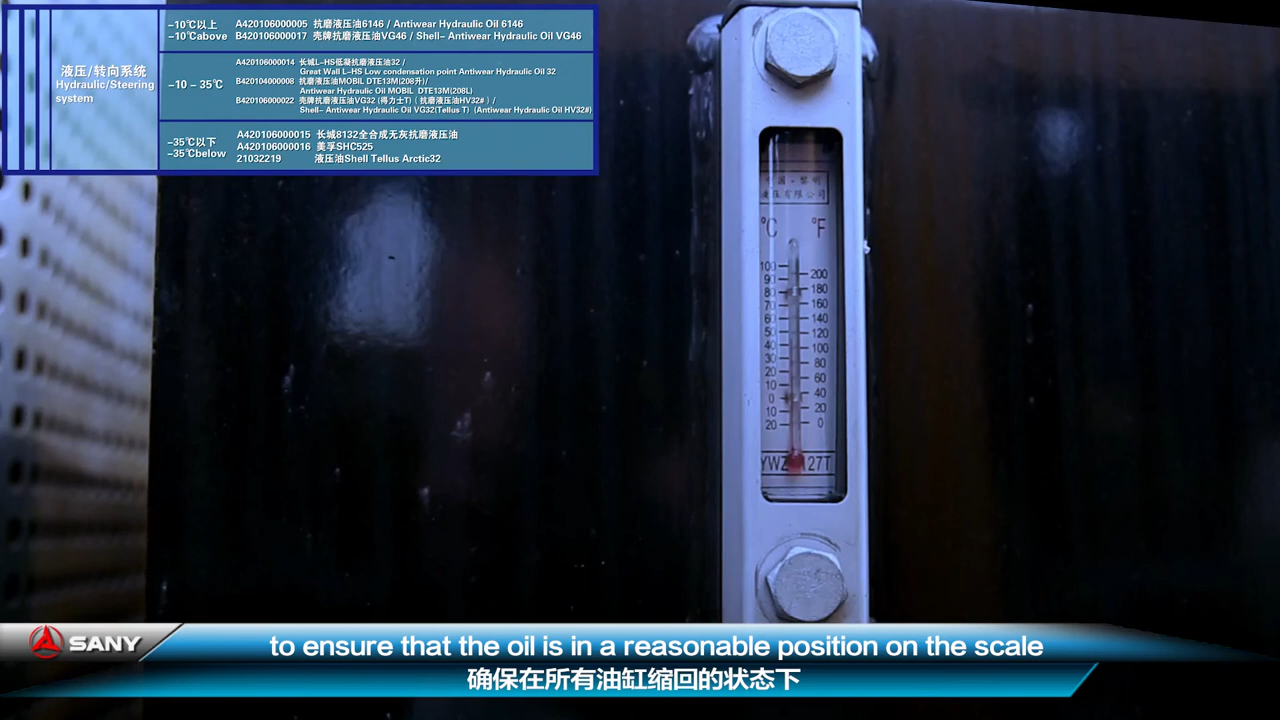 液压/转向系统
Hydraulic/Steering
system
-10℃以上
-10℃above
A420106000005 抗磨液压油6146 / Antiwear Hydraulic Oil 6146
B420106000017 壳牌抗磨液压油VG46 / Shell- Antiwear Hydraulic Oil VG46
-10 - 35℃
A420106000014 长城L-HS低凝抗磨液压油32 /
Great Wall L-HS Low condensation point Antiwear Hydraulic Oil 32
B420104000008 抗磨液压油MOBIL DTE13M(208升)/
Antiwear Hydraulic Oil MOBIL DTE13M(208L)
B420106000022 壳牌抗磨液压油VG32 (得力士T)(抗磨液压油HV32#)/
Shell- Antiwear Hydraulic Oil VG32(Tellus T) (Antiwear Hydraulic Oil HV32#)
-35℃以下
-35℃below
A420106000015 长城8132全合成无灰抗磨液压油
A420106000016 美孚SHC525
21032219 液压油Shell Tellus Arctic32
国-黎明
液压有限公司
℃ ℉
100
90 200
80 180
70 160
60 140
50 120
40 100
30 80
20 60
10 40
0 20
10 0
20
YWZ 127T
SANY
to ensure that the oil is in a reasonable position on the scale
确保在所有油缸缩回的状态下